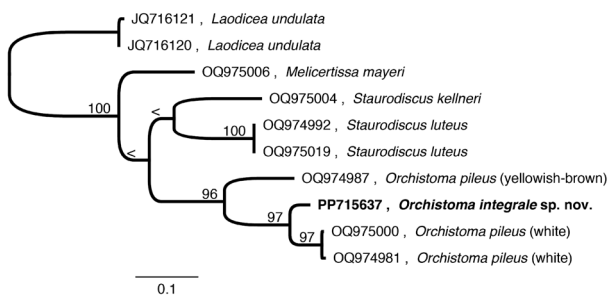 JQ716121 , Laodicea undulata
JQ716120 , Laodicea undulata
OQ975006 , Melicertissa mayeri
100
OQ975004 , Staurodiscus kellneri
<
100
OQ974992 , Staurodiscus luteus
<
OQ975019 , Staurodiscus luteus
OQ974987 , Orchistoma pileus (yellowish-brown)
96
PP715637 , Orchistoma integrale sp. nov.
97
OQ975000 , Orchistoma pileus (white)
97
OQ974981 , Orchistoma pileus (white)
0.1